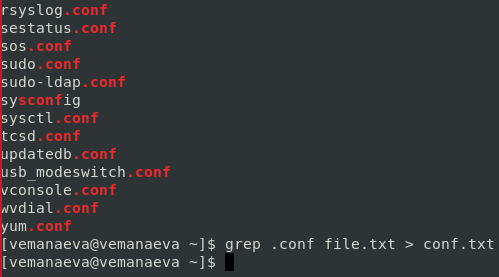 rsyslog.conf
sestatus.conf
sos.conf
sudo.conf
sudo-ldap.conf
sysconfig
sysctl.conf
tcsd.conf
updatedb.conf
usb_modeswitch.conf
vconsole.conf
wvdial.conf
yum.conf
[vemanaeva@vemanaeva ~]$ grep .conf file.txt > conf.txt
[vemanaeva@vemanaeva ~]$